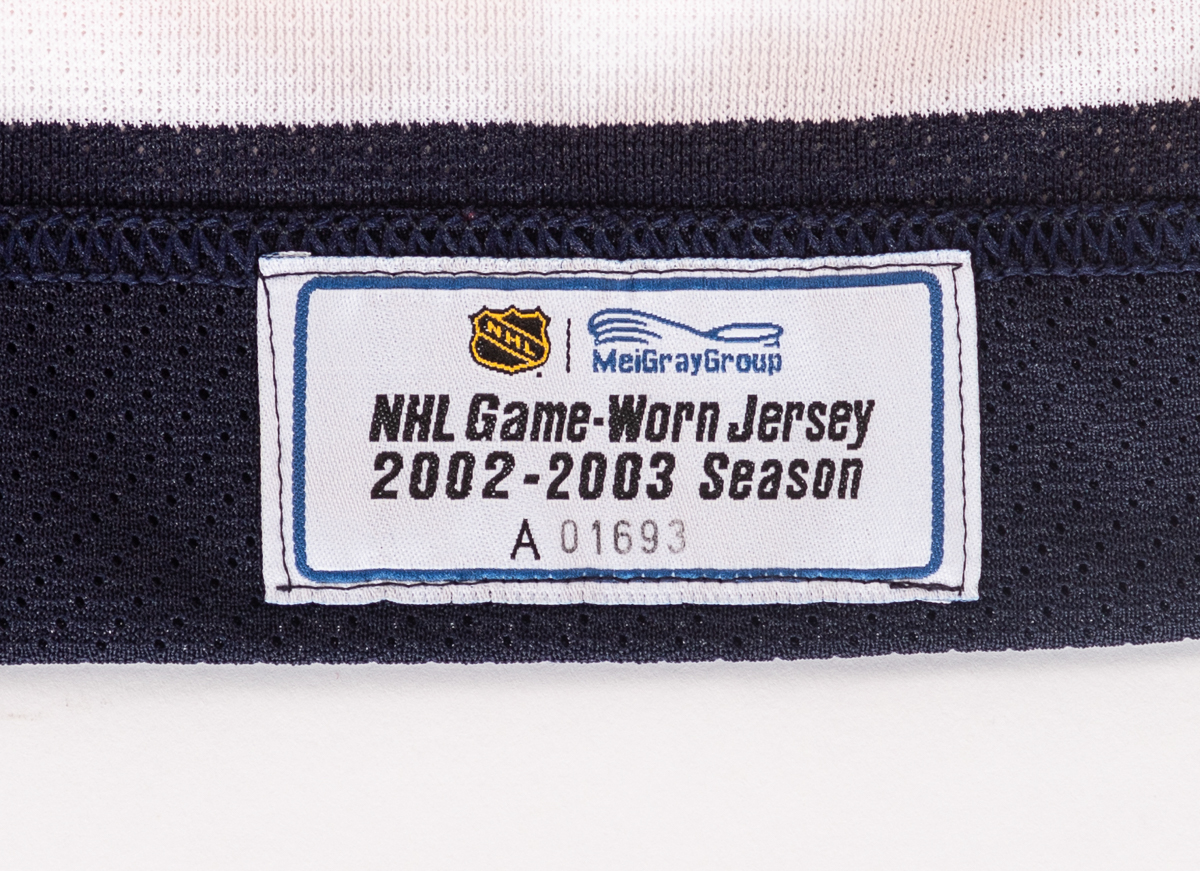 NHL
MeiGrayGroup
NHL Game-Worn Jersey
2002-2003 Season
A 01693